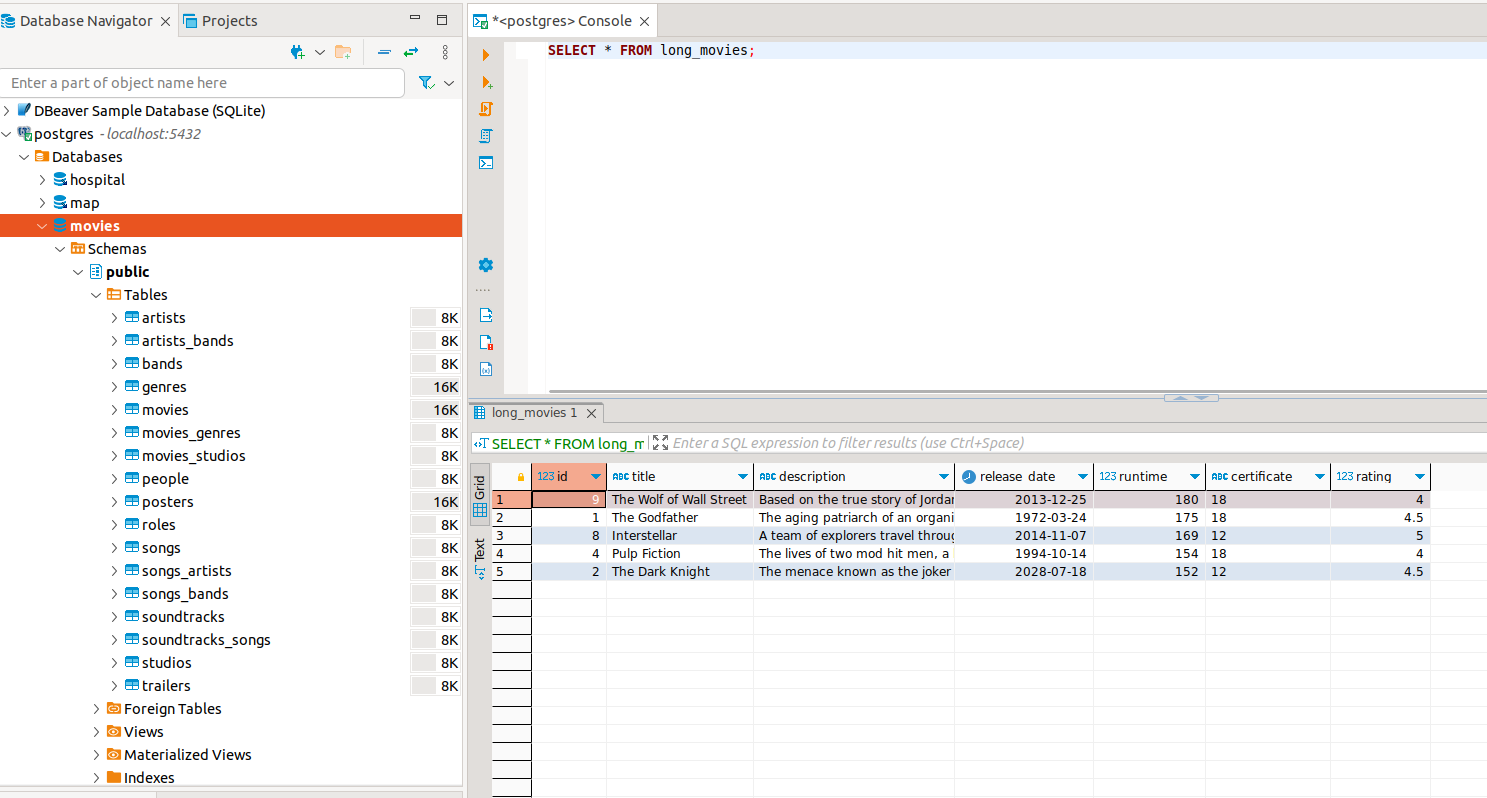 Database Navigator
Projects
Enter a part of object name here
DBeaver Sample Database (SQLite)
postgres - localhost:5432
Databases
hospital
map
movies
Schemas
public
Tables
artists 8K
artists_bands 8K
bands 8K
genres 16K
movies 16K
movies_genres 8K
movies_studios 8K
people 8K
posters 16K
roles 8K
songs 8K
songs_artists 8K
songs_bands 8K
soundtracks 8K
soundtracks_songs 8K
studios 8K
trailers 8K
Foreign Tables
Views
Materialized Views
Indexes
*<postgres> Console
SELECT * FROM long_movies;
long_movies 1
SELECT * FROM long_m Enter a SQL expression to filter results (use Ctrl+Space)
Grid
Text
123 id ABC title ABC description release_date 123 runtime ABC certificate 123 rating
1 9 The Wolf of Wall Street Based on the true story of Jordan 2013-12-25 180 18 4
2 1 The Godfather The aging patriarch of an organi 1972-03-24 175 18 4.5
3 8 Interstellar A team of explorers travel throug 2014-11-07 169 12 5
4 4 Pulp Fiction The lives of two mod hit men, a 1994-10-14 154 18 4
5 2 The Dark Knight The menace known as the joker 2028-07-18 152 12 4.5